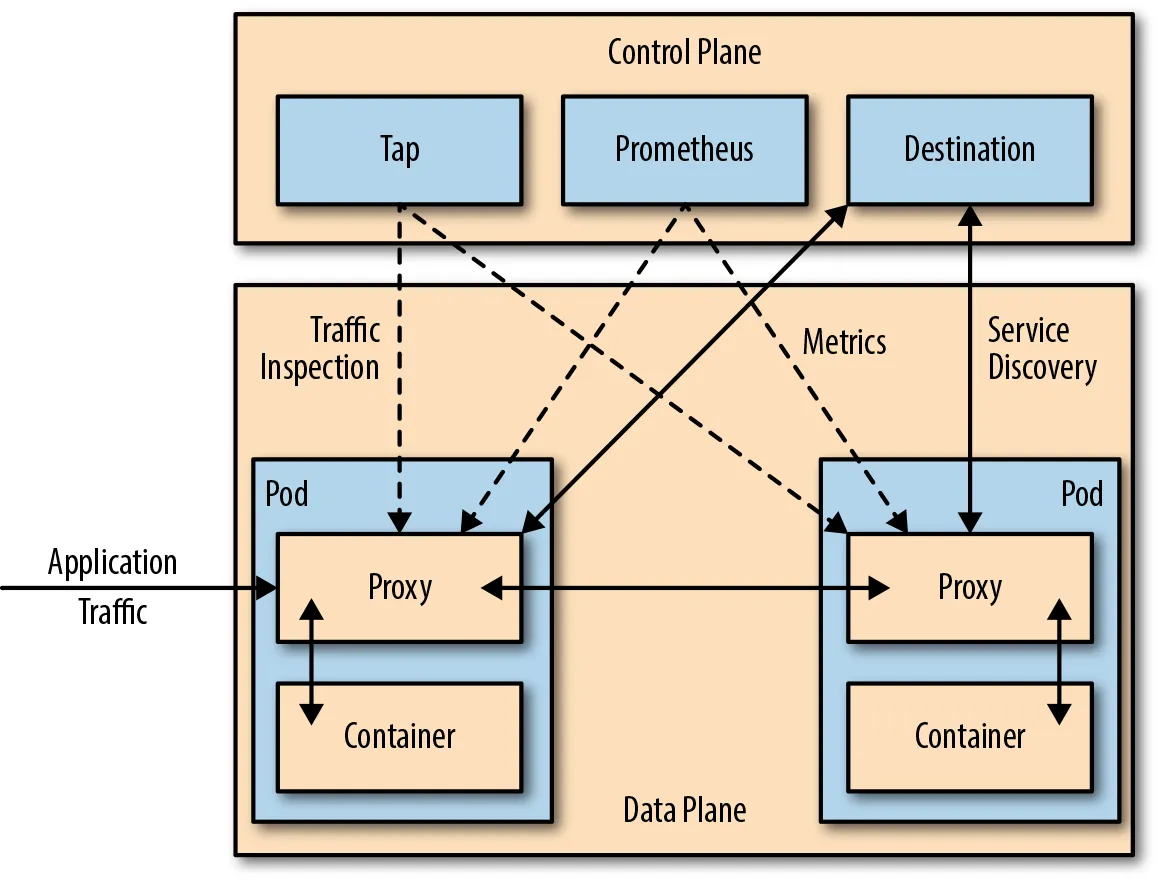 Control Plane
Tap
Prometheus
Destination
Traffic
Inspection
Metrics
Service
Discovery
Pod
Pod
Application
Traffic
Proxy
Proxy
Container
Container
Data Plane